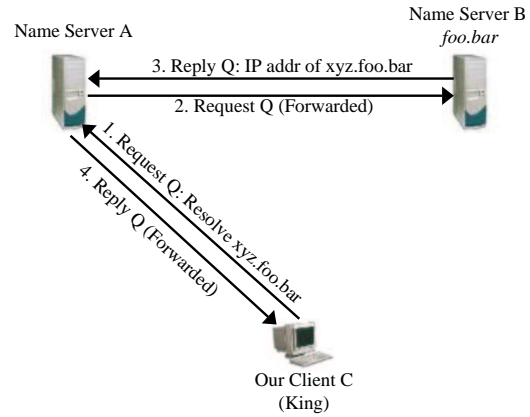 Name Server A
Name Server B
foo.bar
3. Reply Q: IP addr of xyz.foo.bar
2. Request Q (Forwarded)
1. Request Q: Resolve xyz.foo.bar
4. Reply Q (Forwarded)
Our Client C
(King)